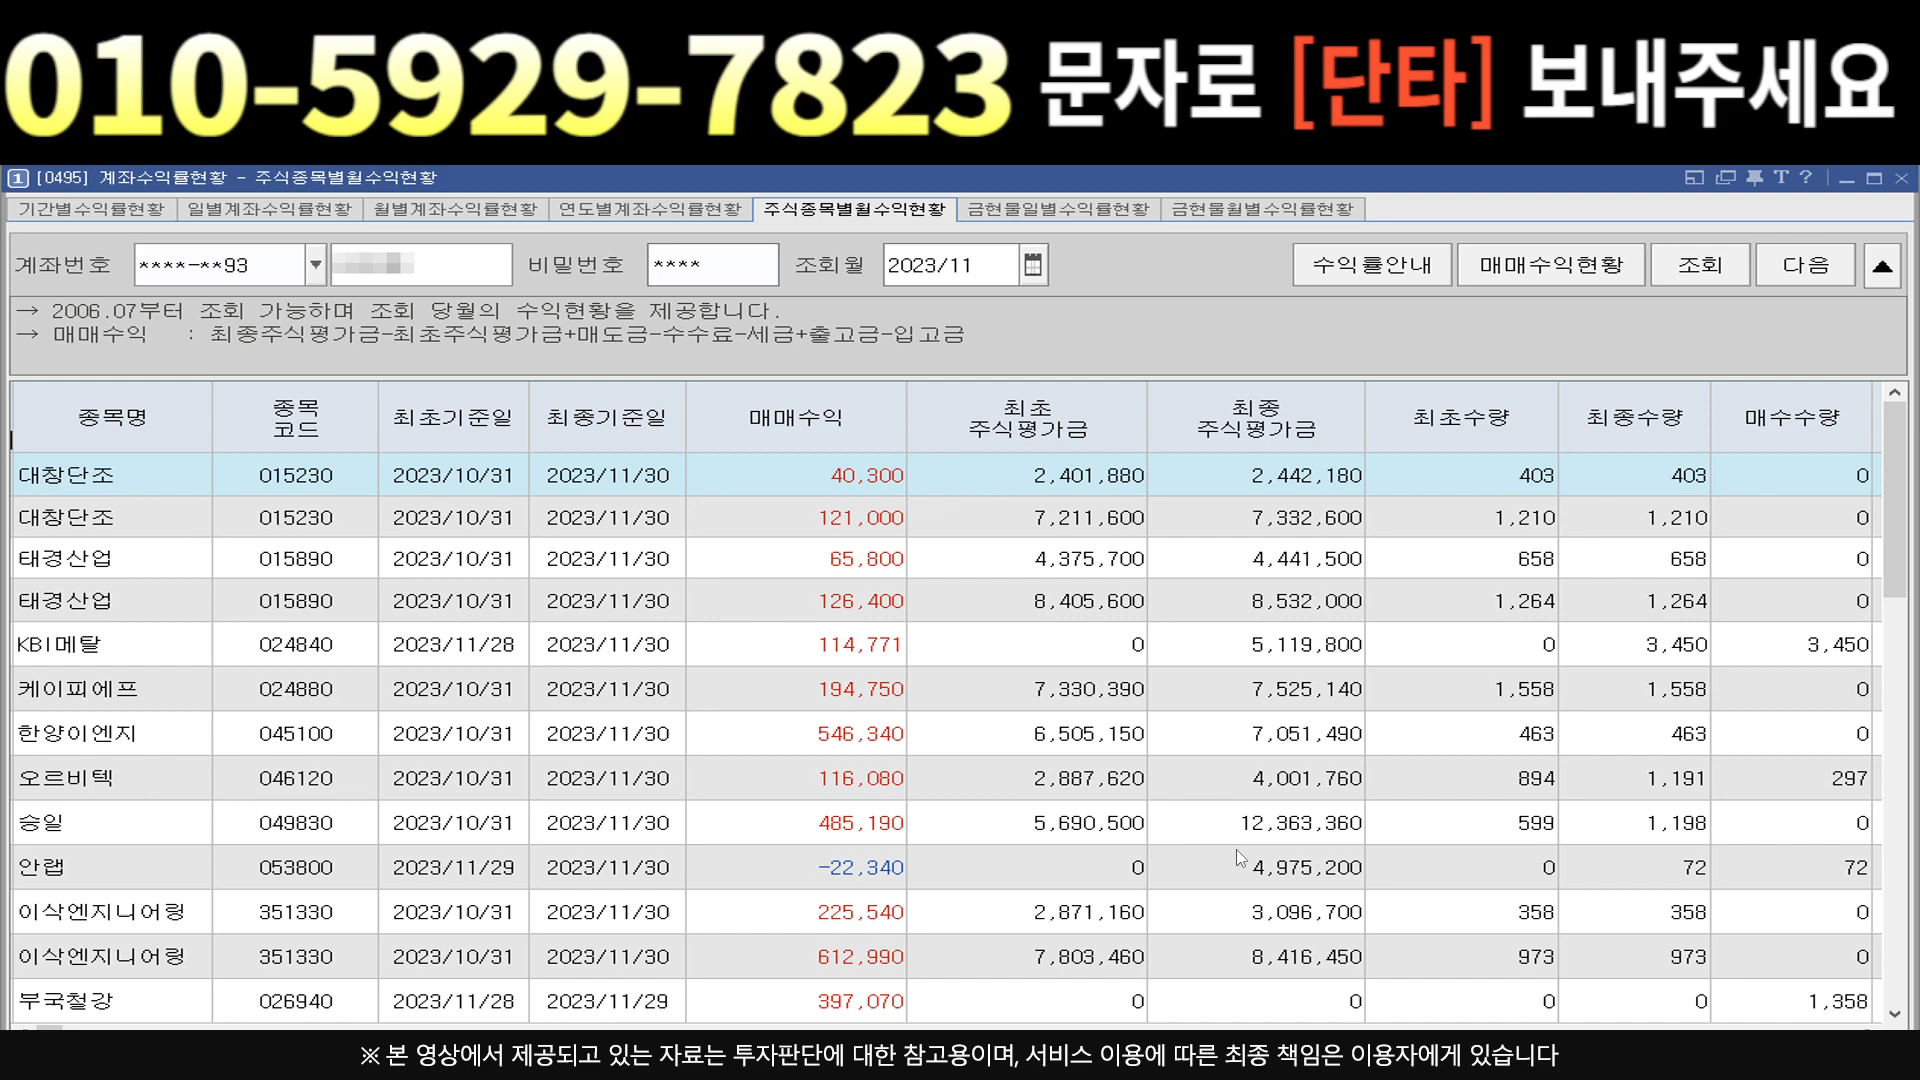 010-5929-7823 문자로 [단타] 보내주세요
1 [0495] 계좌수익률현황 - 주식종목별월수익현황 T ?
기간별수익률현황 일별계좌수익률현황 월별계좌수익률현황 연도별계좌수익률현황 주식종목별월수익현황 금현물일별수익률현황 금현물월별수익률현황
계좌번호 ****-**93 비밀번호 **** 조회월 2023/11 수익률안내 매매수익현황 조회 다음 ▲
→ 2006.07부터 조회 가능하며 조회 당월의 수익현황을 제공합니다.
→ 매매수익 : 최종주식평가금-최초주식평가금+매도금-수수료-세금+출고금-입고금
종목명 종목코드 최초기준일 최종기준일 매매수익 최초주식평가금 최종주식평가금 최초수량 최종수량 매수수량
대창단조 015230 2023/10/31 2023/11/30 40,300 2,401,880 2,442,180 403 403 0
대창단조 015230 2023/10/31 2023/11/30 121,000 7,211,600 7,332,600 1,210 1,210 0
태경산업 015890 2023/10/31 2023/11/30 65,800 4,375,700 4,441,500 658 658 0
태경산업 015890 2023/10/31 2023/11/30 126,400 8,405,600 8,532,000 1,264 1,264 0
KBI메탈 024840 2023/11/28 2023/11/30 114,771 0 5,119,800 0 3,450 3,450
케이피에프 024880 2023/10/31 2023/11/30 194,750 7,330,390 7,525,140 1,558 1,558 0
한양이엔지 045100 2023/10/31 2023/11/30 546,340 6,505,150 7,051,490 463 463 0
오르비텍 046120 2023/10/31 2023/11/30 116,080 2,887,620 4,001,760 894 1,191 297
승일 049830 2023/10/31 2023/11/30 485,190 5,690,500 12,363,360 599 1,198 0
안랩 053800 2023/11/29 2023/11/30 -22,340 0 4,975,200 0 72 72
이삭엔지니어링 351330 2023/10/31 2023/11/30 225,540 2,871,160 3,096,700 358 358 0
이삭엔지니어링 351330 2023/10/31 2023/11/30 612,990 7,803,460 8,416,450 973 973 0
부국철강 026940 2023/11/28 2023/11/29 397,070 0 0 0 0 1,358
※ 본 영상에서 제공되고 있는 자료는 투자판단에 대한 참고용이며, 서비스 이용에 따른 최종 책임은 이용자에게 있습니다